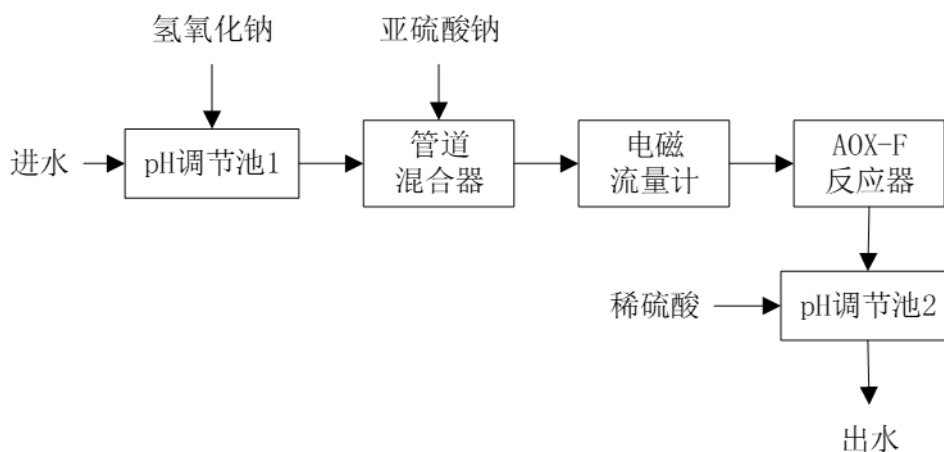 氢氧化钠
亚硫酸钠
进水
pH调节池1
管道
混合器
电磁
流量计
AOX-F
反应器
稀硫酸
pH调节池2
出水